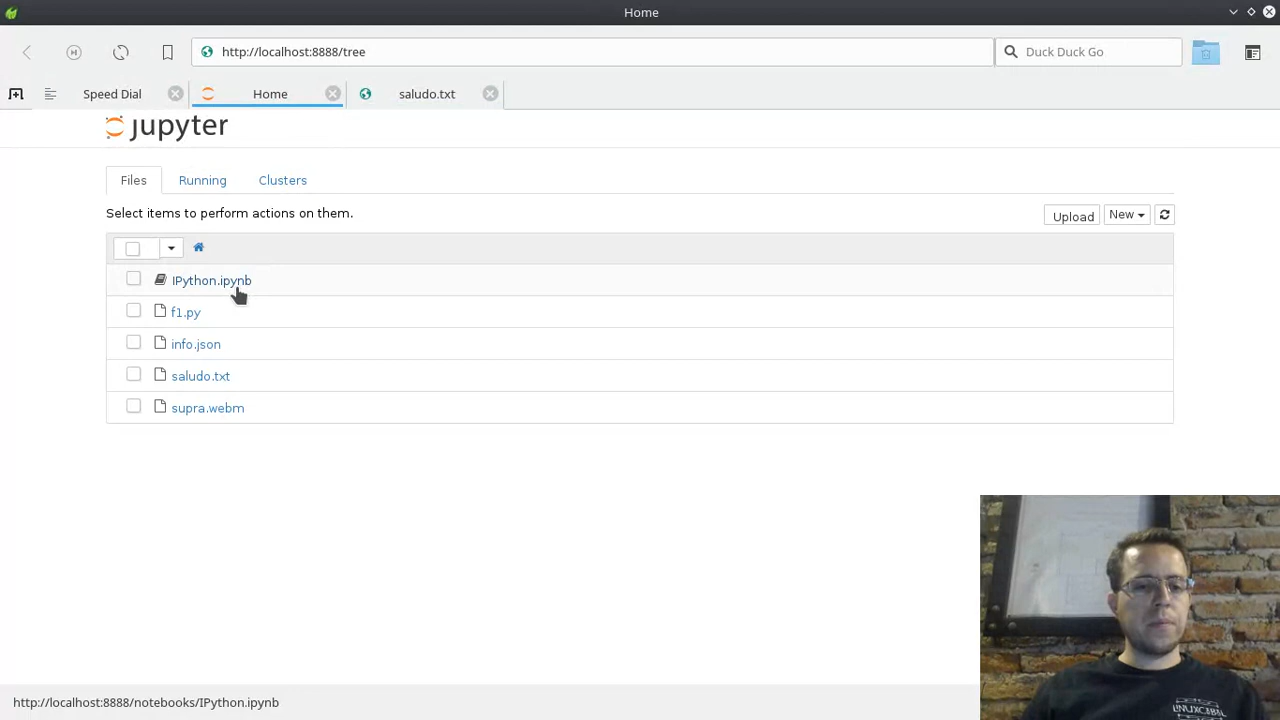 Home
http://localhost:8888/tree
Duck Duck Go
Speed Dial
Home
saludo.txt
jupyter
Files
Running
Clusters
Select items to perform actions on them.
Upload
New
IPython.ipynb
f1.py
info.json
saludo.txt
supra.webm
http://localhost:8888/notebooks/IPython.ipynb